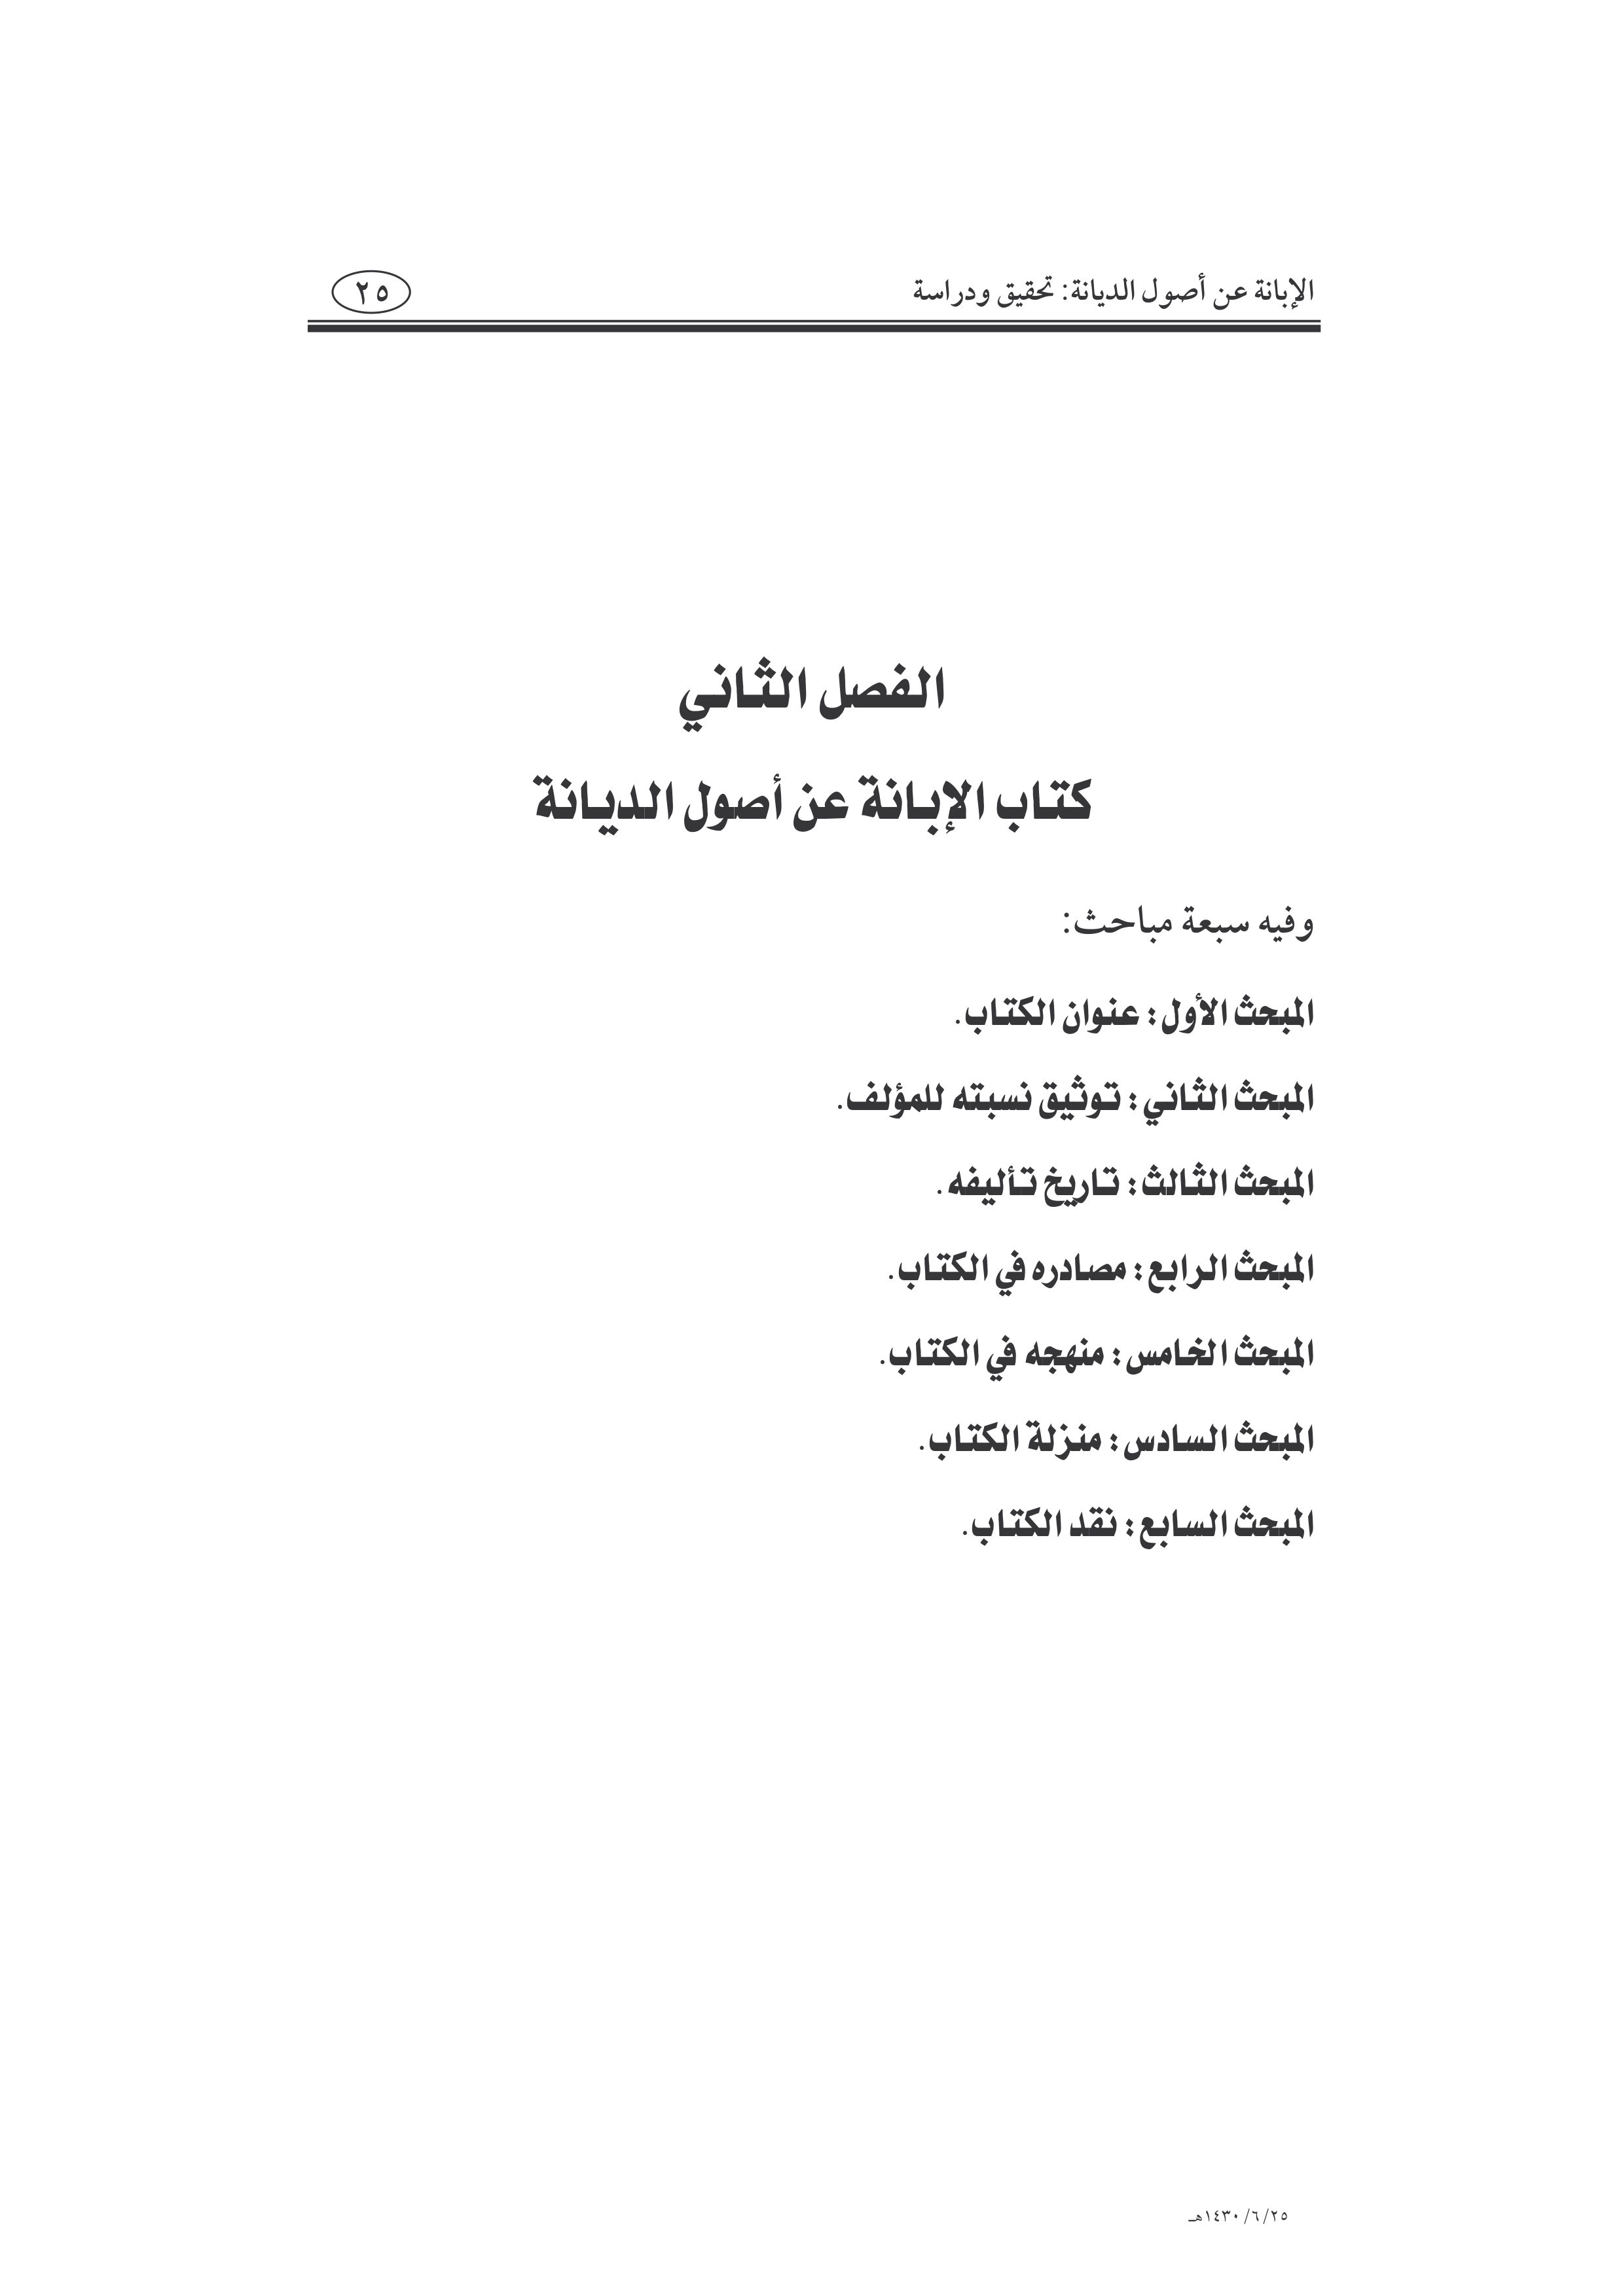 الإبانة عن أصول الديانة: تحقيق ودراسة ٢٥
الفصل الثاني
كتاب الإبانة عن أصول الديانة
وفيه سبعة مباحث:
المبحث الأول: عنوان الكتاب.
المبحث الثاني: توثيق نسبته للمؤلف.
المبحث الثالث: تاريخ تأليفه.
المبحث الرابع: مصادره في الكتاب.
المبحث الخامس: منهجه في الكتاب.
المبحث السادس: منزلة الكتاب.
المبحث السابع: نقد الكتاب.
٢٥/٦/١٤٣٠هـ